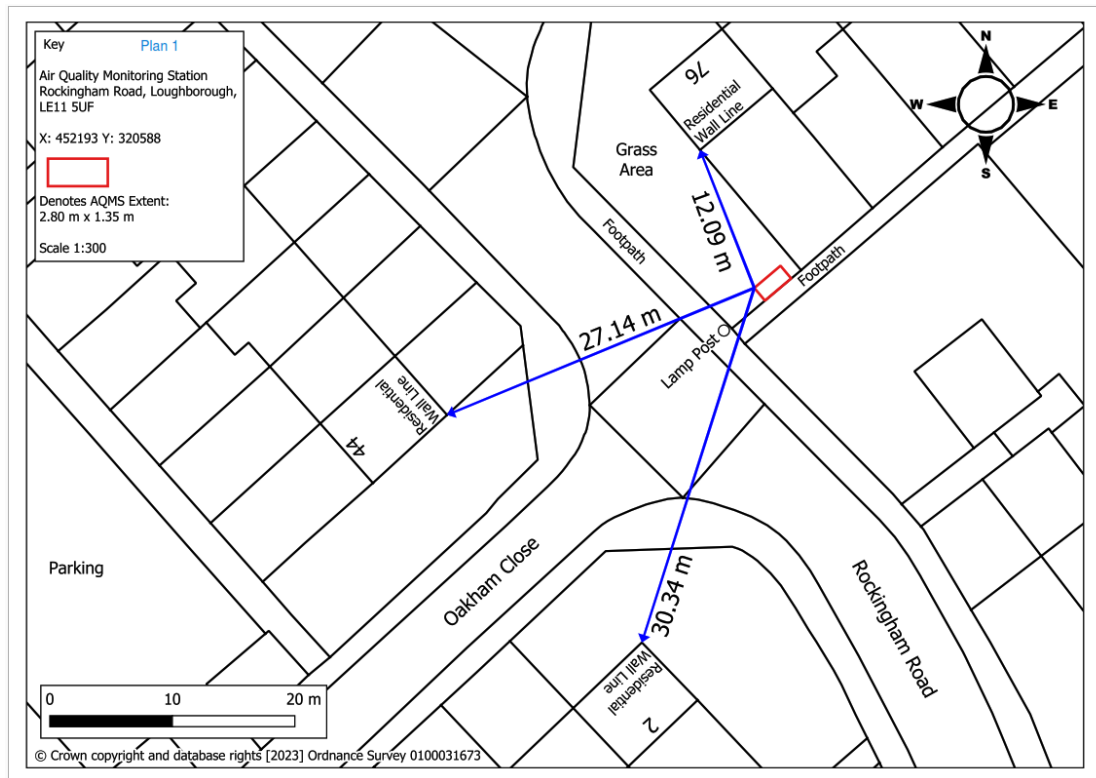 Key
Plan 1
Air Quality Monitoring Station
Rockingham Road, Loughborough,
LE11 5UF
X: 452193 Y: 320588
Denotes AQMS Extent:
2.80 m x 1.35 m
Scale 1:300
N
W
E
S
76
Residential
Wall Line
Grass
Area
12.09 m
Footpath
Footpath
27.14 m
Lamp Post
Residential
Wall Line
44
Parking
Oakham Close
30.34 m
Rockingham Road
Residential
Wall Line
2
0
10
20 m
© Crown copyright and database rights [2023] Ordnance Survey 0100031673